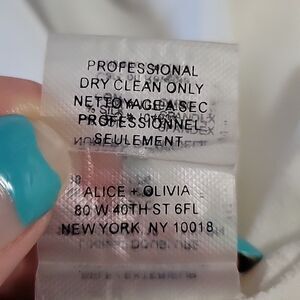 PROFESSIONAL
DRY CLEAN ONLY
NETTOYAGE A SEC
PROFESSIONNEL
SEULEMENT
ALICE + OLIVIA
80 W 40TH ST 6FL
NEW YORK NY 10018